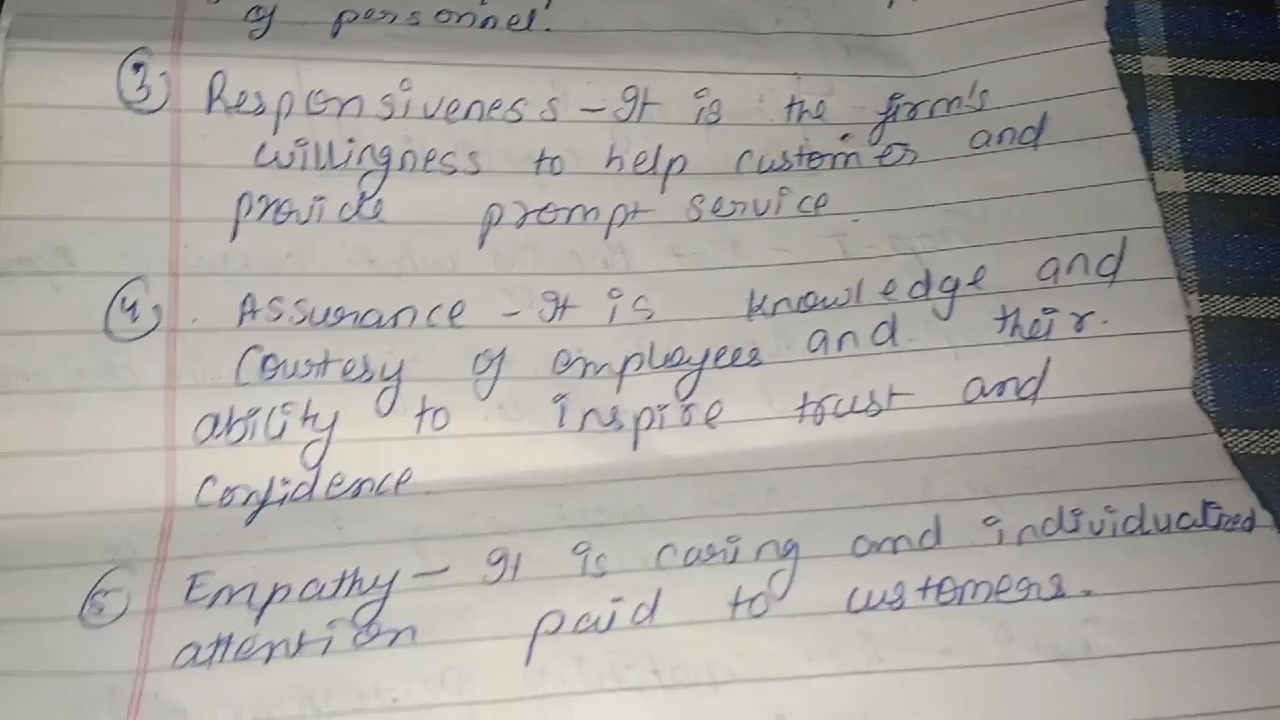 of personnel.
③ Responsiveness - It is the firm's
willingness to help customers and
provide prompt service.
④ . Assurance - It is knowledge and
Courtesy of employees and their.
ability to inspire trust and
Confidence.
⑤ Empathy - It is caring and individualized
attention paid to customers.